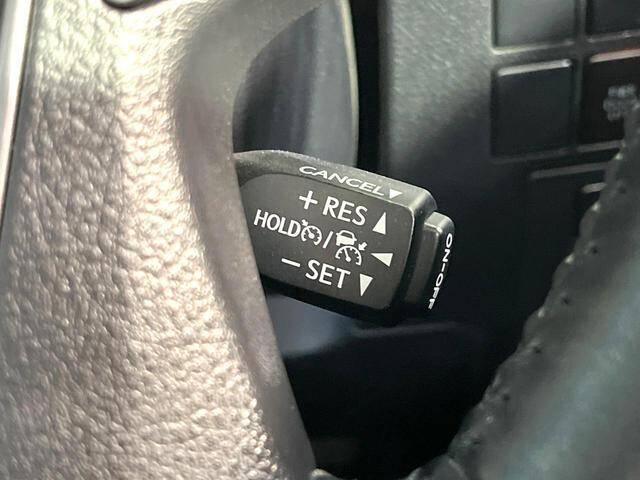 CANCEL▼
+ RES ▲
HOLD /
− SET ▼
ON-OFF